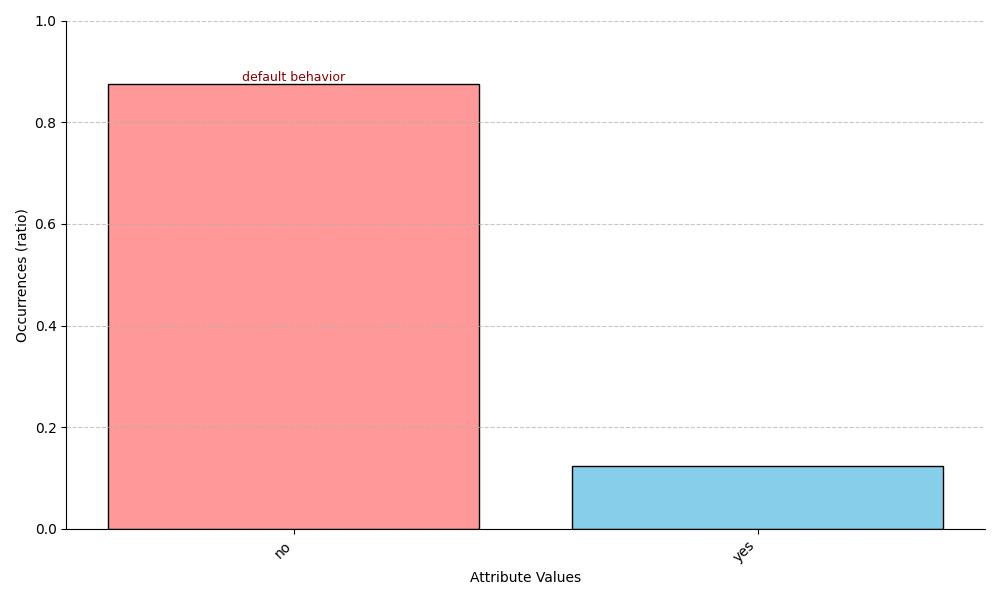 1.0
default behavior
0.8
0.6
0.4
0.2
0.0
Occurrences (ratio)
no
yes
Attribute Values